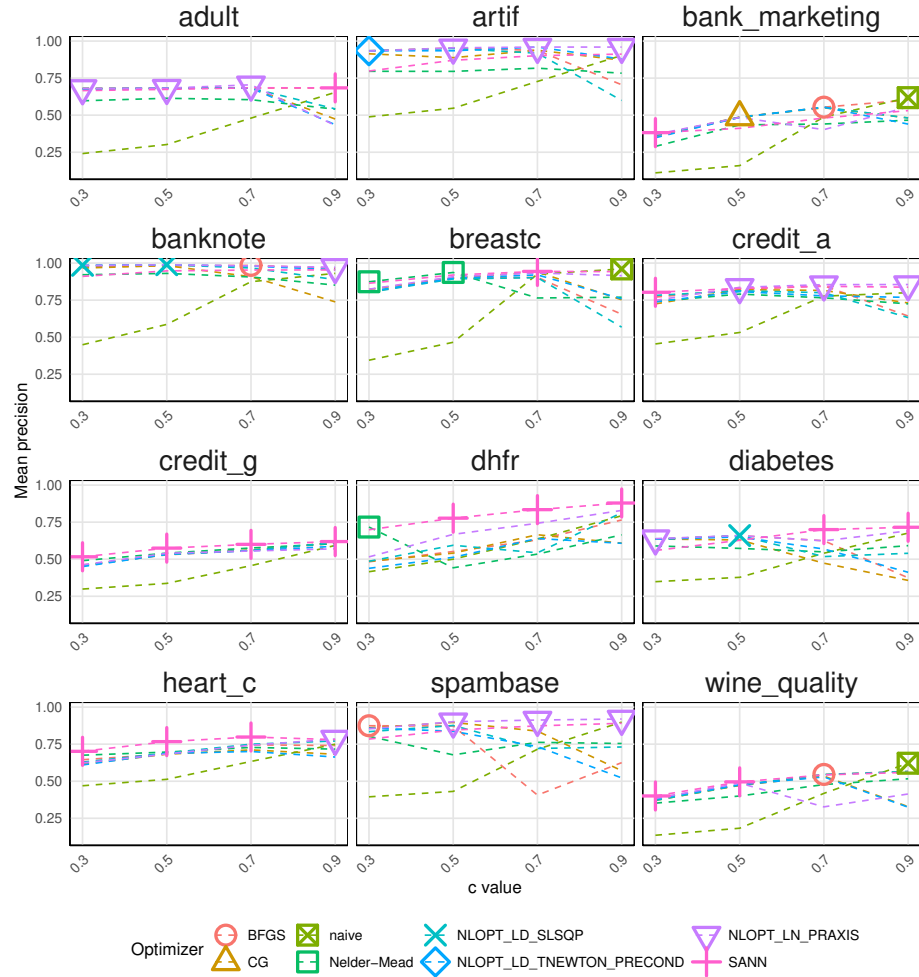 adult artif bank_marketing
1.00
0.75
0.50
0.25
0.3 0.5 0.7 0.9 0.3 0.5 0.7 0.9 0.3 0.5 0.7 0.9
banknote breastc credit_a
1.00
0.75
0.50
0.25
0.3 0.5 0.7 0.9 0.3 0.5 0.7 0.9 0.3 0.5 0.7 0.9
Mean precision
credit_g dhfr diabetes
1.00
0.75
0.50
0.25
0.3 0.5 0.7 0.9 0.3 0.5 0.7 0.9 0.3 0.5 0.7 0.9
heart_c spambase wine_quality
1.00
0.75
0.50
0.25
0.3 0.5 0.7 0.9 0.3 0.5 0.7 0.9 0.3 0.5 0.7 0.9
c value
Optimizer
BFGS naive NLOPT_LD_SLSQP NLOPT_LN_PRAXIS
CG Nelder−Mead NLOPT_LD_TNEWTON_PRECOND SANN